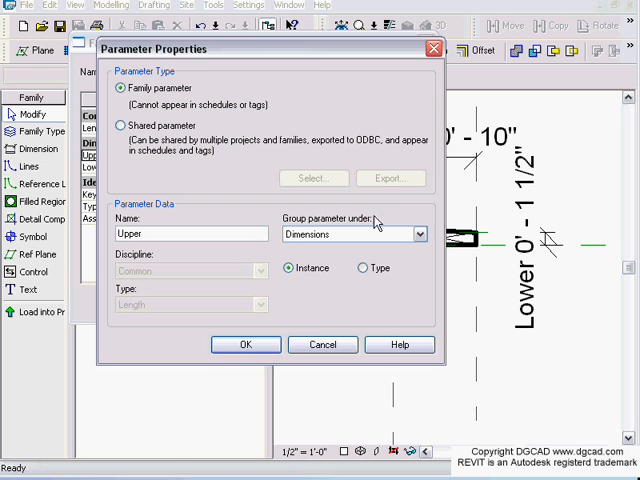 File Edit View Modelling Drafting Site Tools Settings Window Help
Move Copy Rotate
Plane Offset
Parameter Properties
Parameter Type
Family parameter
(Cannot appear in schedules or tags)
Shared parameter
(Can be shared by multiple projects and families, exported to ODBC, and appear
in schedules and tags)
Select...
Export...
Parameter Data
Name:
Group parameter under:
Upper
Dimensions
Discipline:
Common
Instance
Type
Type:
Length
OK
Cancel
Help
Family
Modify
Family Type
Dimension
Lines
Reference L
Filled Region
Detail Comp
Symbol
Ref Plane
Control
Text
Load into Pr
0' - 10"
Lower 0' - 1 1/2"
1/2" = 1'-0"
Ready
Copyright DGCAD www.dgcad.com
REVIT is an Autodesk registerd trademark